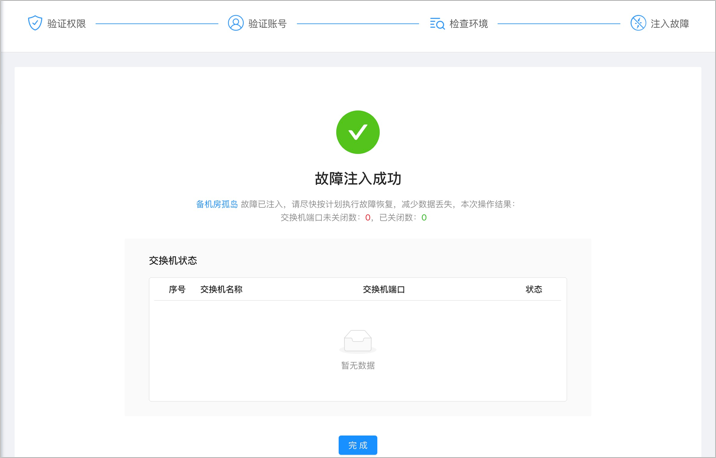 验证权限
验证账号
检查环境
注入故障
故障注入成功
备机房孤岛 故障已注入，请尽快按计划执行故障恢复，减少数据丢失，本次操作结果：
交换机端口未关闭数：0，已关闭数：0
交换机状态
序号 交换机名称 交换机端口 状态
暂无数据
完 成